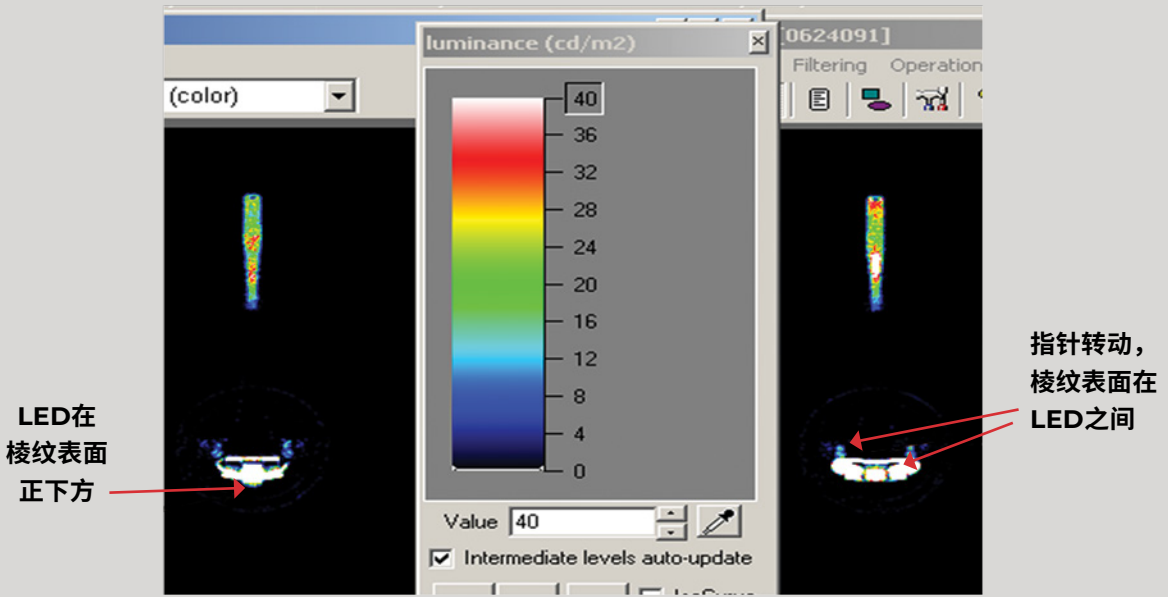 luminance (cd/m2)
[0624091]
Filtering Operation
(color)
40
36
32
28
24
20
16
12
8
4
0
LED在
棱纹表面
正下方
指针转动，
棱纹表面在
LED之间
Value 40
Intermediate levels auto-update